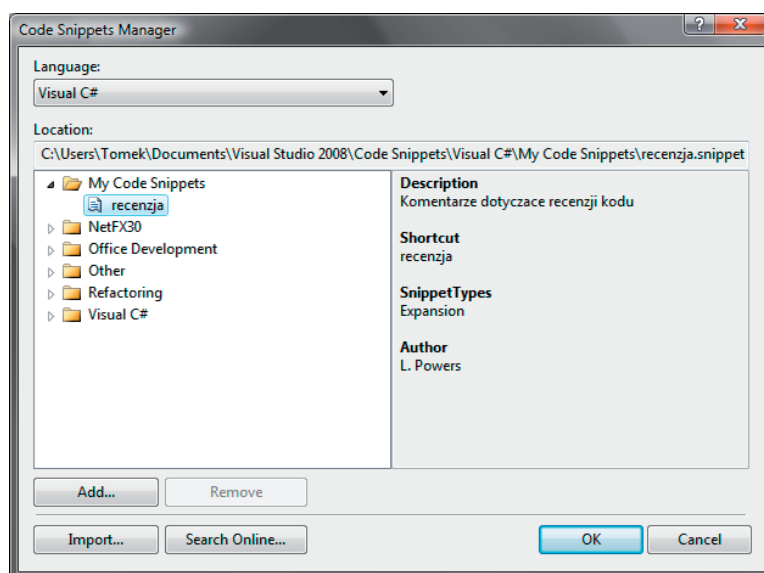 Code Snippets Manager
?
X
Language:
Visual C#
Location:
C:\Users\Tomek\Documents\Visual Studio 2008\Code Snippets\Visual C#\My Code Snippets\recenzja.snippet
My Code Snippets
recenzja
NetFX30
Office Development
Other
Refactoring
Visual C#
Description
Komentarze dotyczace recenzji kodu
Shortcut
recenzja
SnippetTypes
Expansion
Author
L. Powers
Add...
Remove
Import...
Search Online...
OK
Cancel